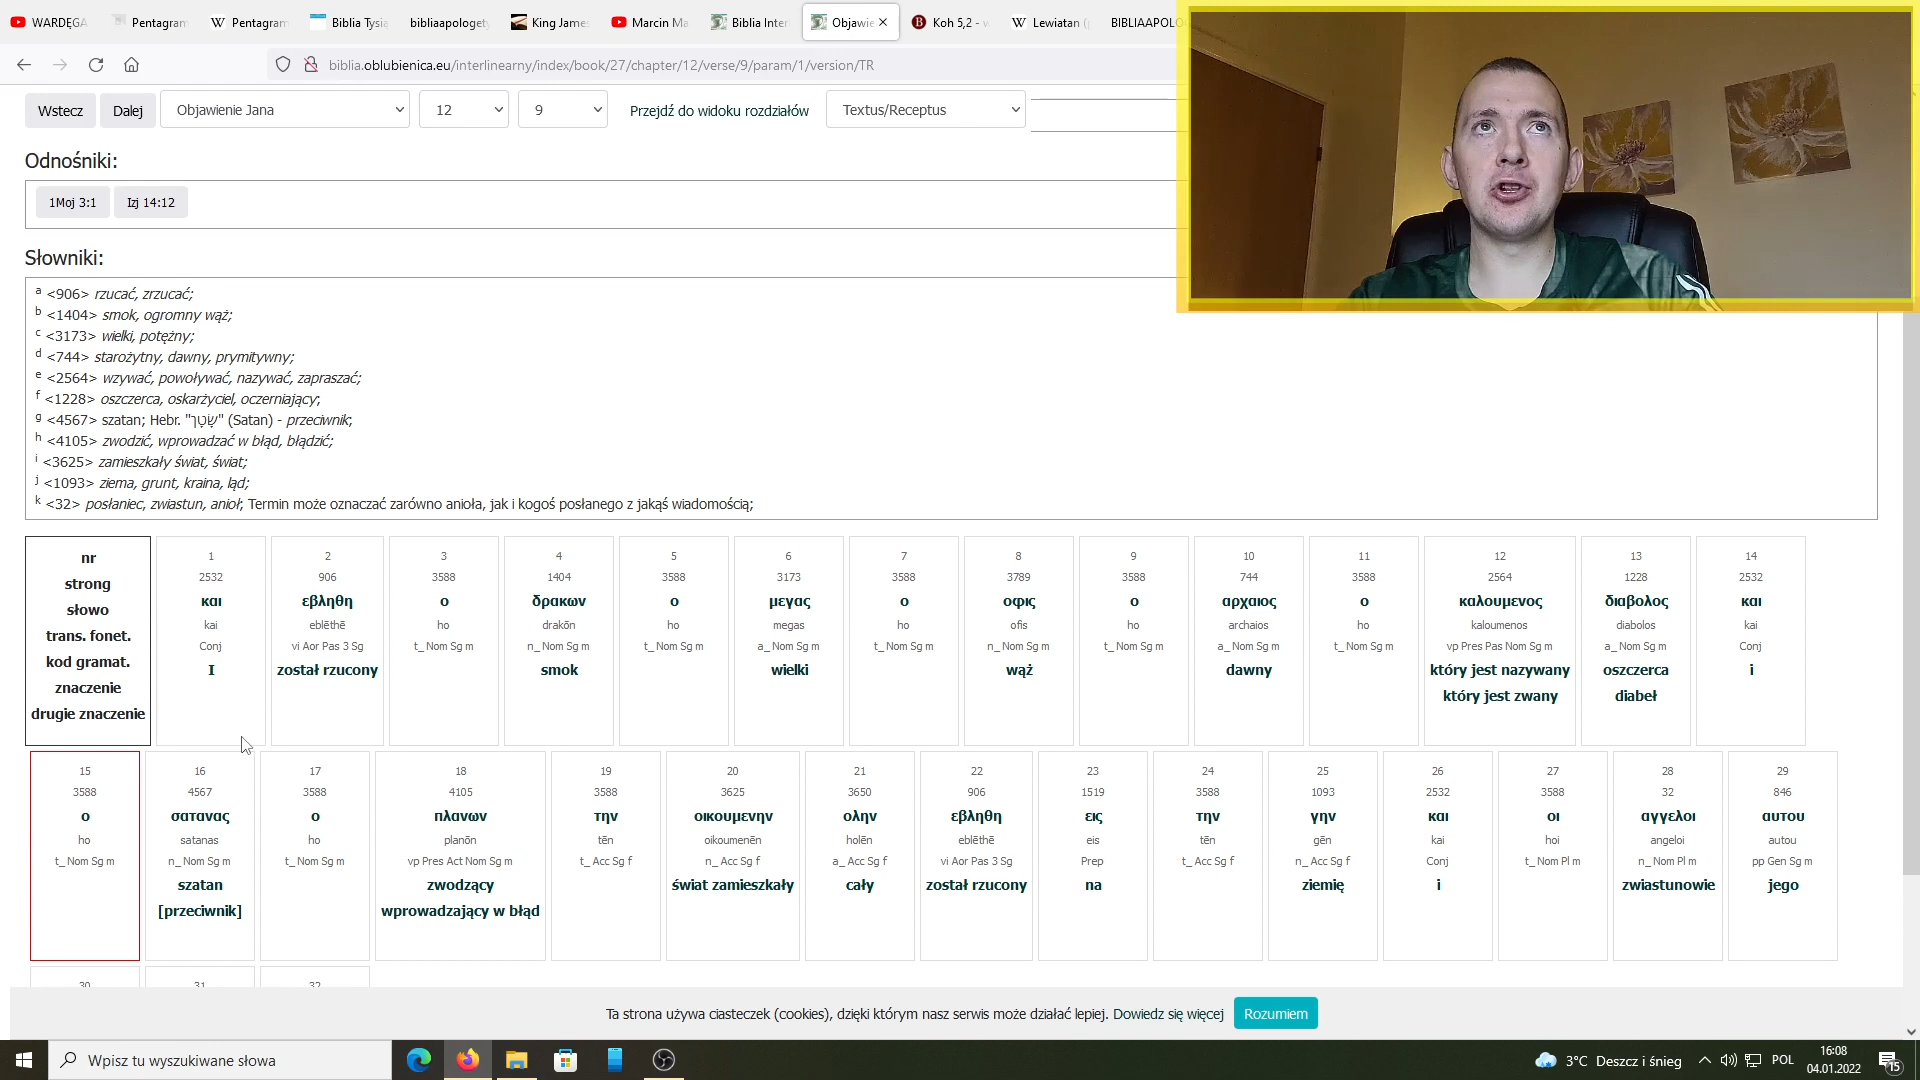 WARDĘGA Pentagram Pentagram Biblia Tysią bibliaapologety King James Marcin Ma Biblia Inter Objawie Koh 5,2 - w Lewiatan ( BIBLIAAPOLO
biblia.oblubienica.eu/interlinearny/index/book/27/chapter/12/verse/9/param/1/version/TR
Wstecz Dalej Objawienie Jana 12 9 Przejdź do widoku rozdziałów Textus/Receptus
Odnośniki:
1Moj 3:1 Izj 14:12
Słowniki:
a <906> rzucać, zrzucać;
b <1404> smok, ogromny wąż;
c <3173> wielki, potężny;
d <744> starożytny, dawny, prymitywny;
e <2564> wzywać, powoływać, nazywać, zapraszać;
f <1228> oszczerca, oskarżyciel, oczerniający;
g <4567> szatan; Hebr. "שָׂטָן" (Satan) - przeciwnik;
h <4105> zwodzić, wprowadzać w błąd, błądzić;
i <3625> zamieszkały świat, świat;
j <1093> ziemia, grunt, kraina, ląd;
k <32> posłaniec, zwiastun, anioł; Termin może oznaczać zarówno anioła, jak i kogoś posłanego z jakąś wiadomością;
nr 1 2 3 4 5 6 7 8 9 10 11 12 13 14
strong 2532 906 3588 1404 3588 3173 3588 3789 3588 744 3588 2564 1228 2532
słowo και εβληθη ο δρακων ο μεγας ο οφις ο αρχαιος ο καλουμενος διαβολος και
trans. fonet. kai eblēthē ho drakōn ho megas ho ofis ho archaios ho kaloumenos diabolos kai
kod gramat. Conj vi Aor Pas 3 Sg t_ Nom Sg m n_ Nom Sg m t_ Nom Sg m a_ Nom Sg m t_ Nom Sg m n_ Nom Sg m t_ Nom Sg m a_ Nom Sg m t_ Nom Sg m vp Pres Pas Nom Sg m a_ Nom Sg m Conj
znaczenie I został rzucony smok wielki wąż dawny który jest nazywany oszczerca i
drugie znaczenie który jest zwany diabeł
15 16 17 18 19 20 21 22 23 24 25 26 27 28 29
3588 4567 3588 4105 3588 3625 3650 906 1519 3588 1093 2532 3588 32 846
ο σατανας ο πλανων την οικουμενην ολην εβληθη εις την γην και οι αγγελοι αυτου
ho satanas ho planōn tēn oikoumenēn holēn eblēthē eis tēn gēn kai hoi angeloi autou
t_ Nom Sg m n_ Nom Sg m t_ Nom Sg m vp Pres Act Nom Sg m t_ Acc Sg f n_ Acc Sg f a_ Acc Sg f vi Aor Pas 3 Sg Prep t_ Acc Sg f n_ Acc Sg f Conj t_ Nom Pl m n_ Nom Pl m pp Gen Sg m
szatan zwodzący świat zamieszkały cały został rzucony na ziemię i zwiastunowie jego
[przeciwnik] wprowadzający w błąd
30 31 32
Ta strona używa ciasteczek (cookies), dzięki którym nasz serwis może działać lepiej. Dowiedz się więcej Rozumiem
Wpisz tu wyszukiwane słowa 3°C Deszcz i śnieg POL 16:08
04.01.2022 15